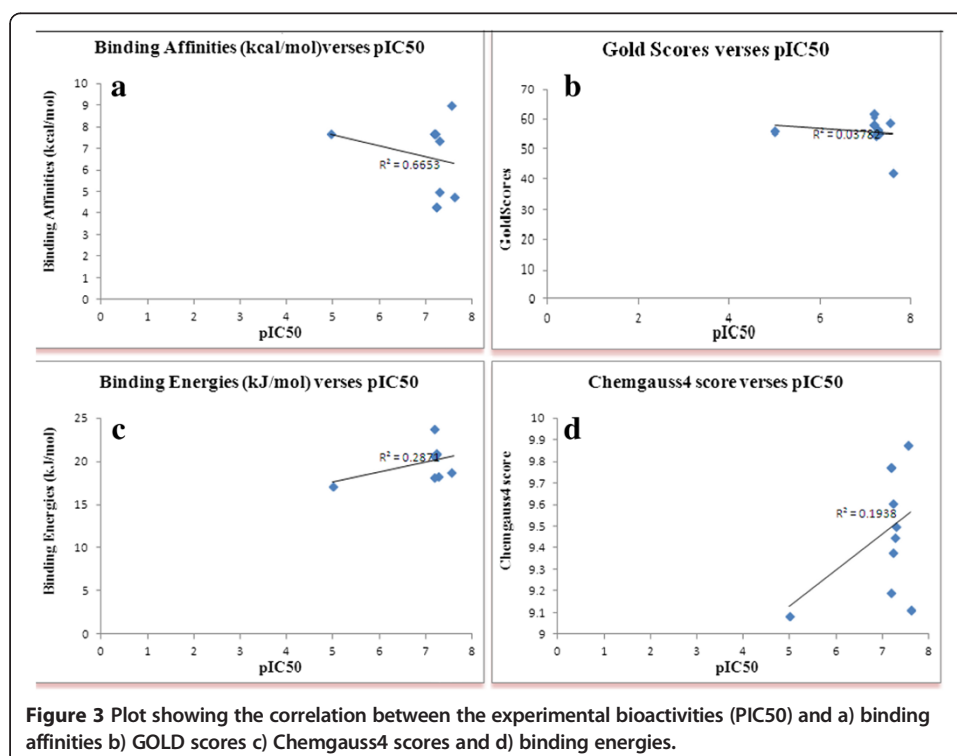 Binding Affinities (kcal/mol)verses pIC50
a
10
9
8
7
6
5
4
3
2
1
0
Binding Affinities (kcal/mol)
R² = 0.6653
0 1 2 3 4 5 6 7 8
pIC50
Gold Scores verses pIC50
b
70
60
50
40
30
20
10
0
GoldScores
R² = 0.03782
0 2 4 6 8
pIC50
Binding Energies (kJ/mol) verses pIC50
c
25
20
15
10
5
0
Binding Energies (kJ/mol)
R² = 0.2871
0 1 2 3 4 5 6 7 8
pIC50
Chemgauss4 score verses pIC50
d
10
9.9
9.8
9.7
9.6
9.5
9.4
9.3
9.2
9.1
9
Chemgauss4 score
R² = 0.1938
0 1 2 3 4 5 6 7 8
pIC50
Figure 3 Plot showing the correlation between the experimental bioactivities (PIC50) and a) binding
affinities b) GOLD scores c) Chemgauss4 scores and d) binding energies.